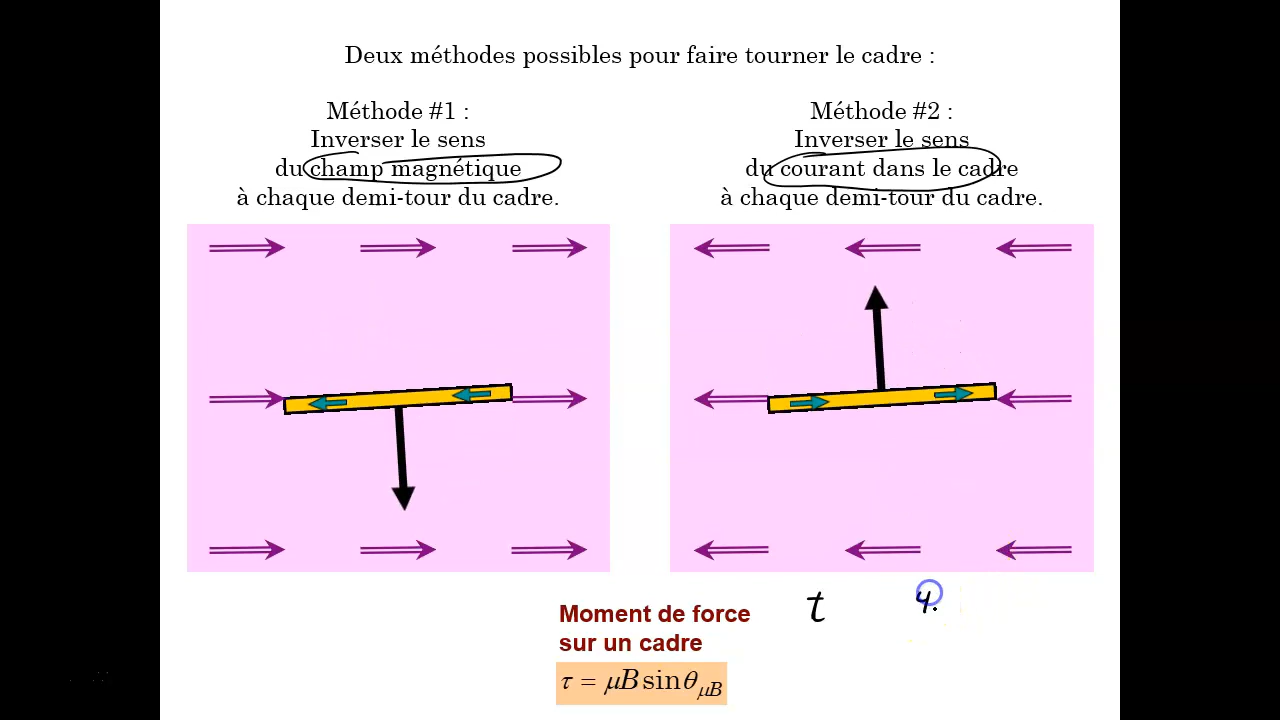 Deux méthodes possibles pour faire tourner le cadre :
Méthode #1 :
Inverser le sens
du champ magnétique
à chaque demi-tour du cadre.
Méthode #2 :
Inverser le sens
du courant dans le cadre
à chaque demi-tour du cadre.
Moment de force
sur un cadre
τ = μB sin θ_μB
t